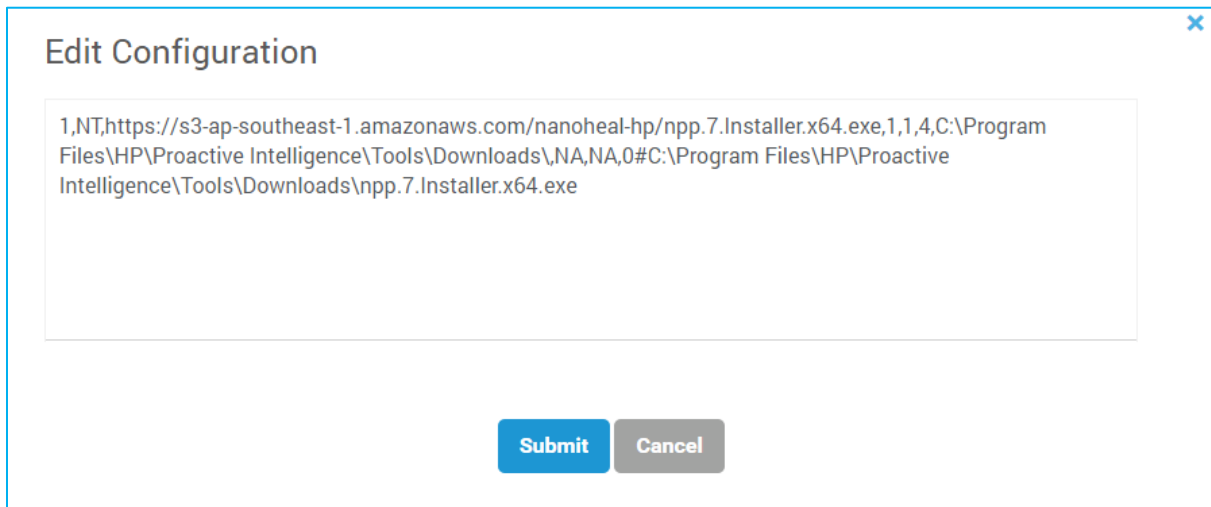 Edit Configuration
1,NT,https://s3-ap-southeast-1.amazonaws.com/nanoheal-hp/npp.7.Installer.x64.exe,1,1,4,C:\Program
Files\HP\Proactive Intelligence\Tools\Downloads\,NA,NA,0#C:\Program Files\HP\Proactive
Intelligence\Tools\Downloads\npp.7.Installer.x64.exe
Submit Cancel